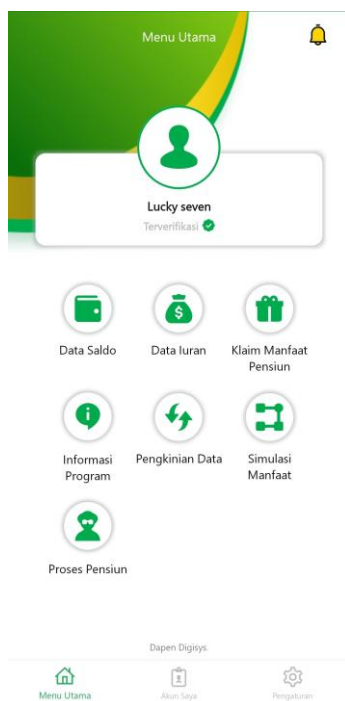 Menu Utama
Lucky seven
Terverifikasi
Data Saldo
Data Iuran
Klaim Manfaat
Pensiun
Informasi
Program
Pengkinian Data
Simulasi
Manfaat
Proses Pensiun
Dapen Digisys.
Menu Utama
Akun Saya
Pengaturan